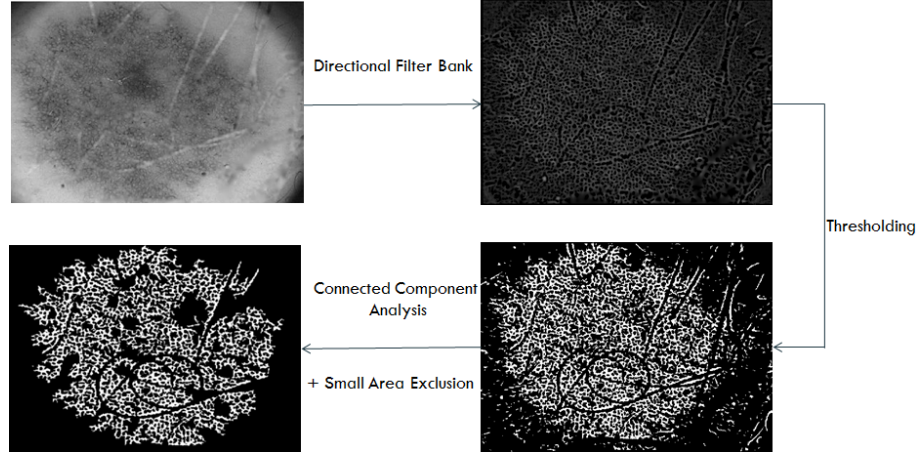 Directional Filter Bank
Thresholding
Connected Component
Analysis
+ Small Area Exclusion